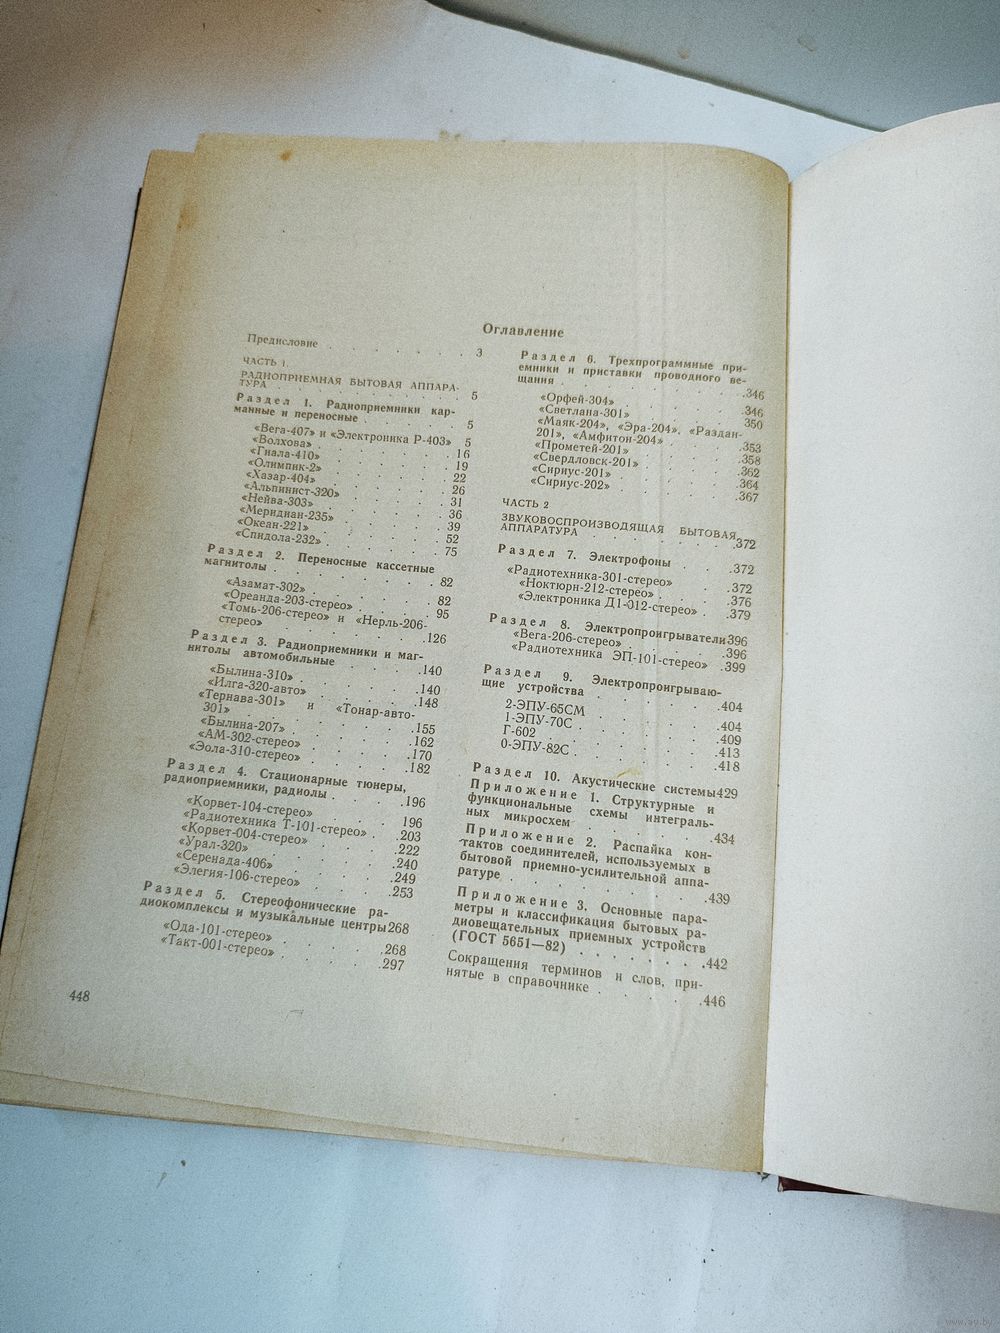 Оглавление
Предисловие . . . . . . 3
ЧАСТЬ 1.
РАДИОПРИЕМНАЯ БЫТОВАЯ АППАРА-
ТУРА . . . . . . . . 5
Раздел 1. Радиоприемники кар-
манные и переносные . . . . 5
«Вега-407» и «Электроника Р-403» 5
«Волхова» . . . . . . 16
«Гиала-410» . . . . . . 19
«Олимпик-2» . . . . . . 22
«Хазар-404» . . . . . . 26
«Альпинист-320» . . . . . 31
«Нейва-303» . . . . . . 36
«Меридиан-235» . . . . . 39
«Океан-221» . . . . . . 52
«Спидола-232» . . . . . . 75
Раздел 2. Переносные кассетные
магнитолы . . . . . . . 82
«Азамат-302» . . . . . . 82
«Ореанда-203-стерео» . . . . 95
«Томь-206-стерео» и «Нерль-206-
стерео» . . . . . . . .126
Раздел 3. Радиоприемники и маг-
нитолы автомобильные . . . .140
«Былина-310» . . . . . .140
«Илга-320-авто» . . . . . .148
«Тернава-301» и «Тонар-авто-
301» . . . . . . . .155
«Былина-207» . . . . . .162
«АМ-302-стерео» . . . . . .170
«Эола-310-стерео» . . . . .182
Раздел 4. Стационарные тюнеры,
радиоприемники, радиолы . . . .196
«Корвет-104-стерео» . . . . 196
«Радиотехника Т-101-стерео» . .203
«Корвет-004-стерео» . . . . .222
«Урал-320» . . . . . . .240
«Серенада-406» . . . . . .249
«Элегия-106-стерео» . . . . .253
Раздел 5. Стереофонические ра-
диокомплексы и музыкальные центры268
«Ода-101-стерео» . . . . . .268
«Такт-001-стерео» . . . . . .297
448
Раздел 6. Трехпрограммные при-
емники и приставки проводного ве-
щания . . . . . . . .346
«Орфей-304» . . . . . . .346
«Светлана-301» . . . . . . 350
«Маяк-204», «Эра-204», «Раздан-
201», «Амфитон-204» . . . .353
«Прометей-201» . . . . . .358
«Свердловск-201» . . . . . .362
«Сириус-201» . . . . . . .364
«Сириус-202» . . . . . . .367
ЧАСТЬ 2
ЗВУКОВОСПРОИЗВОДЯЩАЯ БЫТОВАЯ
АППАРАТУРА . . . . . . .372
Раздел 7. Электрофоны . . .372
«Радиотехника-301-стерео» . . .372
«Ноктюрн-212-стерео» . . . .376
«Электроника Д1-012-стерео» . .379
Раздел 8. Электропроигрыватели396
«Вега-206-стерео» . . . . . .396
«Радиотехника ЭП-101-стерео» .399
Раздел 9. Электропроигрываю-
щие устройства . . . . . .404
2-ЭПУ-65СМ . . . . . . .404
1-ЭПУ-70С . . . . . . .409
Г-602 . . . . . . . .413
0-ЭПУ-82С . . . . . . .418
Раздел 10. Акустические системы429
Приложение 1. Структурные и
функциональные схемы интеграль-
ных микросхем . . . . . .434
Приложение 2. Распайка кон-
тактов соединителей, используемых в
бытовой приемно-усилительной аппа-
ратуре . . . . . . . .439
Приложение 3. Основные пара-
метры и классификация бытовых ра-
диовещательных приемных устройств
(ГОСТ 5651—82) . . . . . . .442
Сокращения терминов и слов, при-
нятые в справочнике . . . . .446
www.ay.by